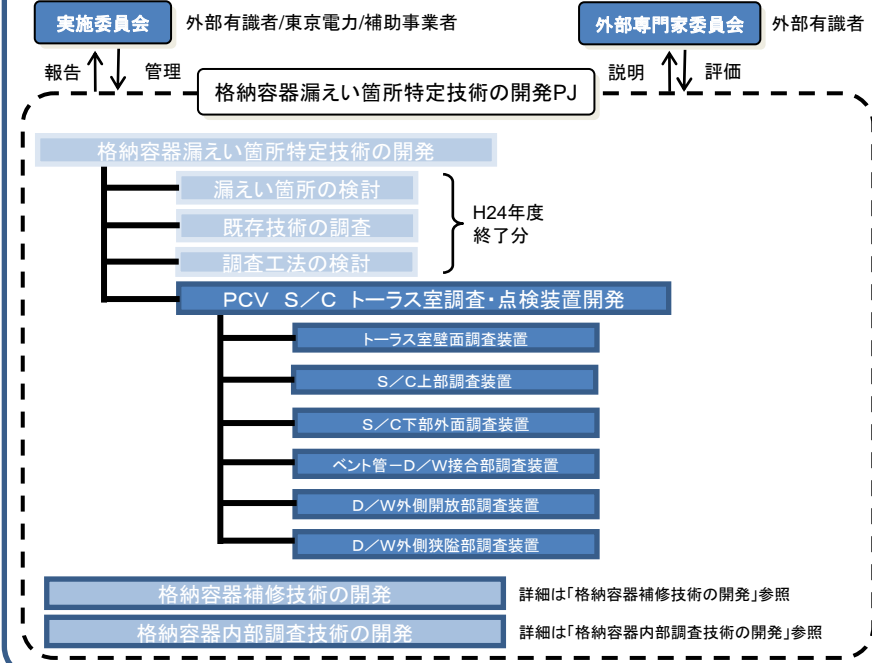 実施委員会 外部有識者/東京電力/補助事業者
外部専門家委員会 外部有識者
報告 管理
説明 評価
格納容器漏えい箇所特定技術の開発PJ
格納容器漏えい箇所特定技術の開発
漏えい箇所の検討
既存技術の調査
調査工法の検討
H24年度
終了分
PCV S/C トーラス室調査・点検装置開発
トーラス室壁面調査装置
S/C上部調査装置
S/C下部外面調査装置
ベント管-D/W接合部調査装置
D/W外側開放部調査装置
D/W外側狭隘部調査装置
格納容器補修技術の開発 詳細は「格納容器補修技術の開発」参照
格納容器内部調査技術の開発 詳細は「格納容器内部調査技術の開発」参照